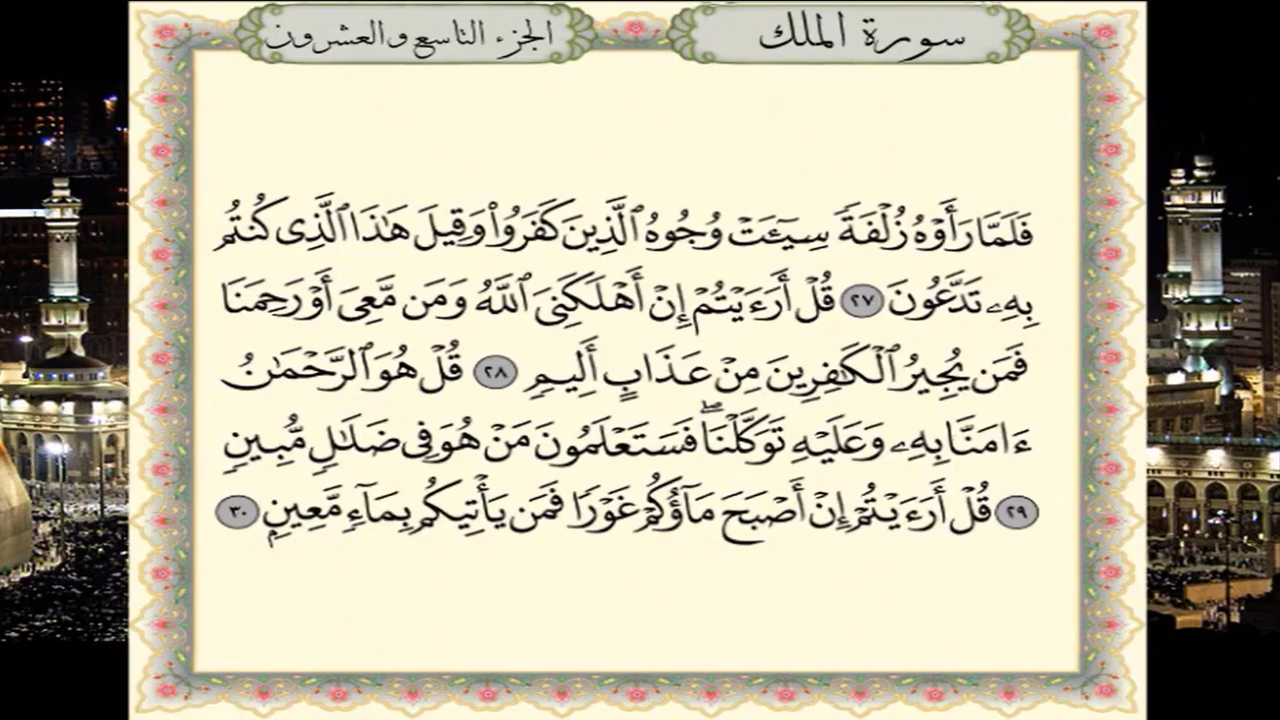 سورة الملك
الجزء التاسع والعشرون
فَلَمَّا رَأَوْهُ زُلْفَةً سِيٓـَٔتْ وُجُوهُ ٱلَّذِينَ كَفَرُوا۟ وَقِيلَ هَـٰذَا ٱلَّذِى كُنتُم
بِهِۦ تَدَّعُونَ ٢٧ قُلْ أَرَءَيْتُمْ إِنْ أَهْلَكَنِىَ ٱللَّهُ وَمَن مَّعِىَ أَوْ رَحِمَنَا
فَمَن يُجِيرُ ٱلْكَـٰفِرِينَ مِنْ عَذَابٍ أَلِيمٍ ٢٨ قُلْ هُوَ ٱلرَّحْمَـٰنُ
ءَامَنَّا بِهِۦ وَعَلَيْهِ تَوَكَّلْنَا ۖ فَسَتَعْلَمُونَ مَنْ هُوَ فِى ضَلَـٰلٍ مُّبِينٍ
٢٩ قُلْ أَرَءَيْتُمْ إِنْ أَصْبَحَ مَآؤُكُمْ غَوْرًا فَمَن يَأْتِيكُم بِمَآءٍ مَّعِينٍ ٣٠